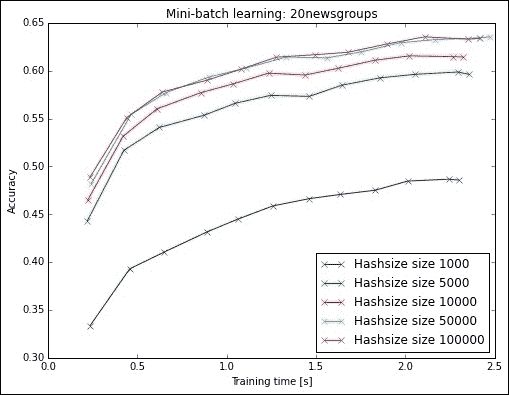 Mini-batch learning: 20newsgroups
0.65
0.60
0.55
0.50
0.45
0.40
0.35
0.30
Accuracy
Hashsize size 1000
Hashsize size 5000
Hashsize size 10000
Hashsize size 50000
Hashsize size 100000
0.0 0.5 1.0 1.5 2.0 2.5
Training time [s]